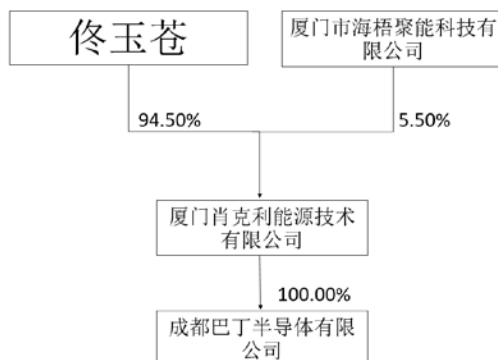 佟玉苍
厦门市海梧聚能科技有
限公司
94.50%
5.50%
厦门肖克利能源技术
有限公司
100.00%
成都巴丁半导体有限
公司